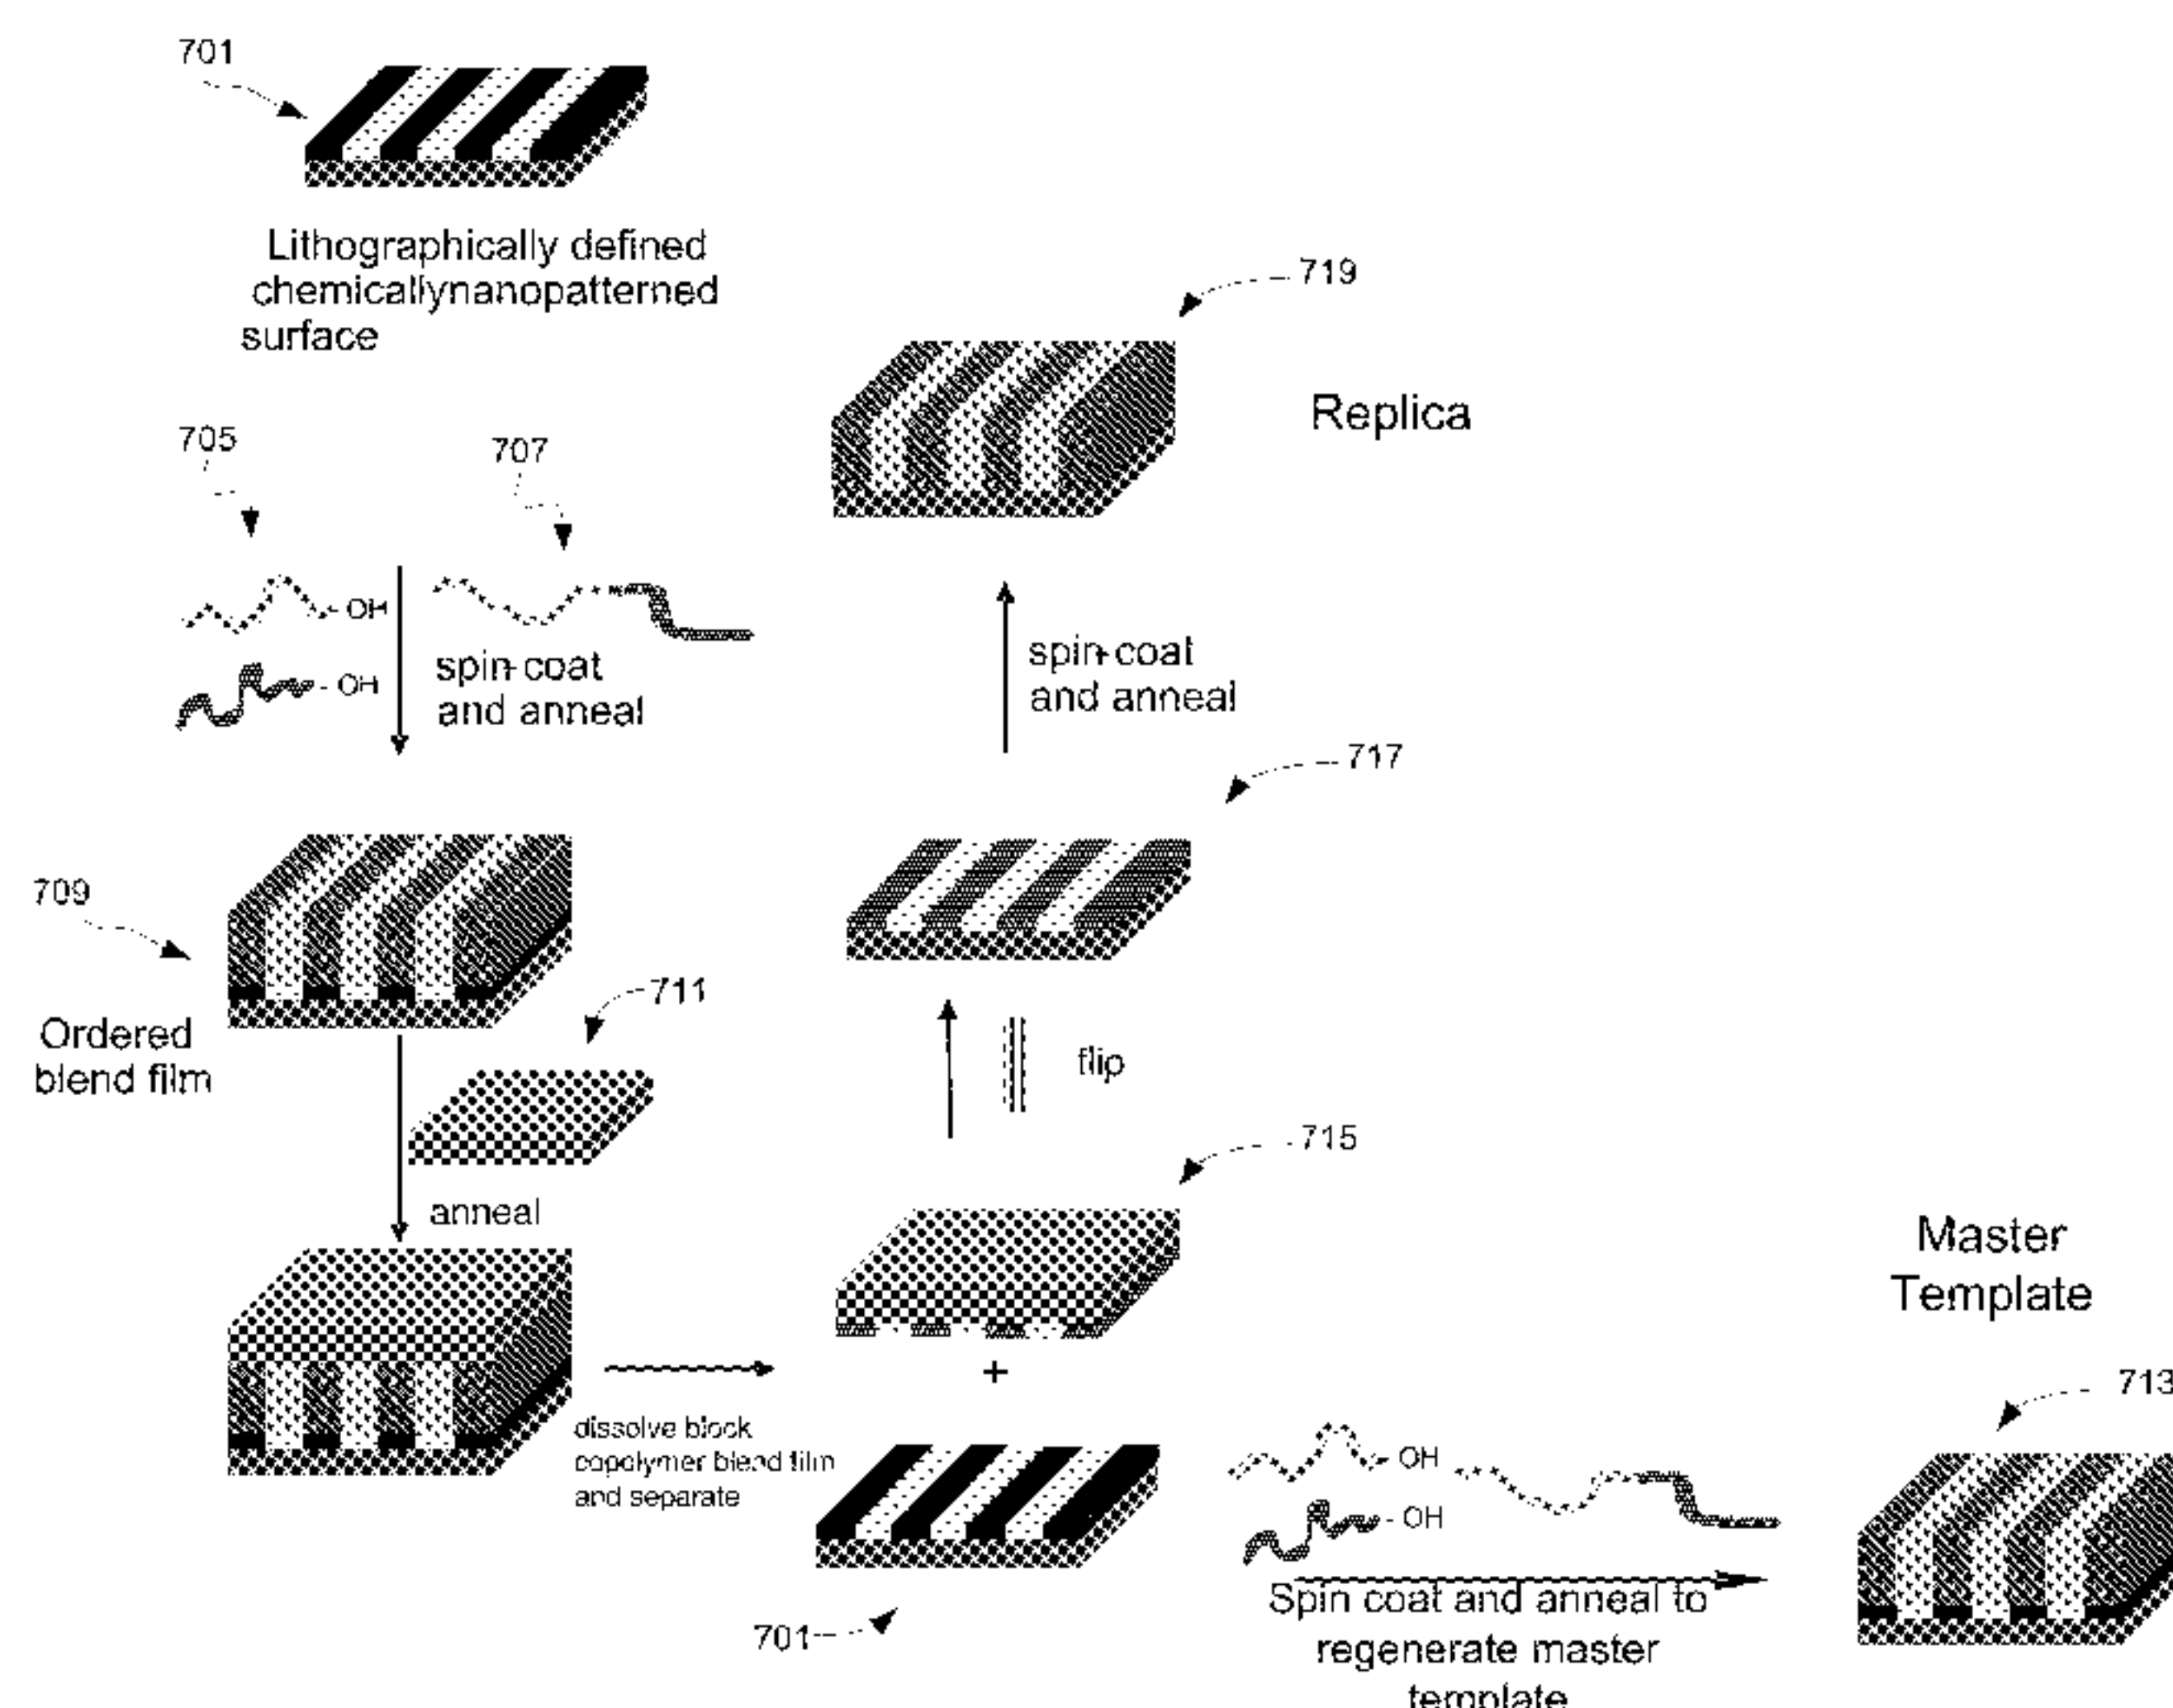 701
Lithographically defined
chemicallynanopatterned
surface
705
707
- OH
- OH
spin-coat
and anneal
709
Ordered
blend film
711
anneal
dissolve block
copolymer blend film
and separate
719
Replica
spin-coat
and anneal
717
flip
715
+
701
- OH
- OH
Spin coat and anneal to
regenerate master
template
Master
Template
713